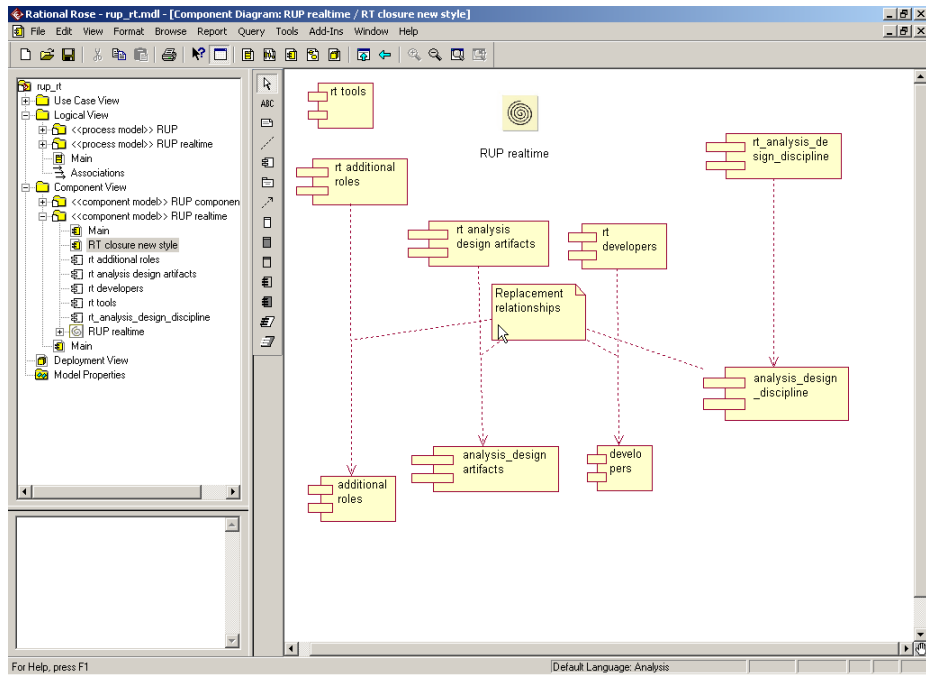 Rational Rose - rup_rt.mdl - [Component Diagram: RUP realtime / RT closure new style]
File Edit View Format Browse Report Query Tools Add-Ins Window Help
rup_rt
Use Case View
Logical View
<<process model>> RUP
<<process model>> RUP realtime
Main
Associations
Component View
<<component model>> RUP componen
<<component model>> RUP realtime
Main
RT closure new style
rt additional roles
rt analysis design artifacts
rt developers
rt tools
rt_analysis_design_discipline
RUP realtime
Main
Deployment View
Model Properties
ABC
rt tools
RUP realtime
rt_analysis_de
sign_discipline
rt additional
roles
rt analysis
design artifacts
rt
developers
Replacement
relationships
analysis_design
_discipline
analysis_design
artifacts
develo
pers
additional
roles
For Help, press F1
Default Language: Analysis